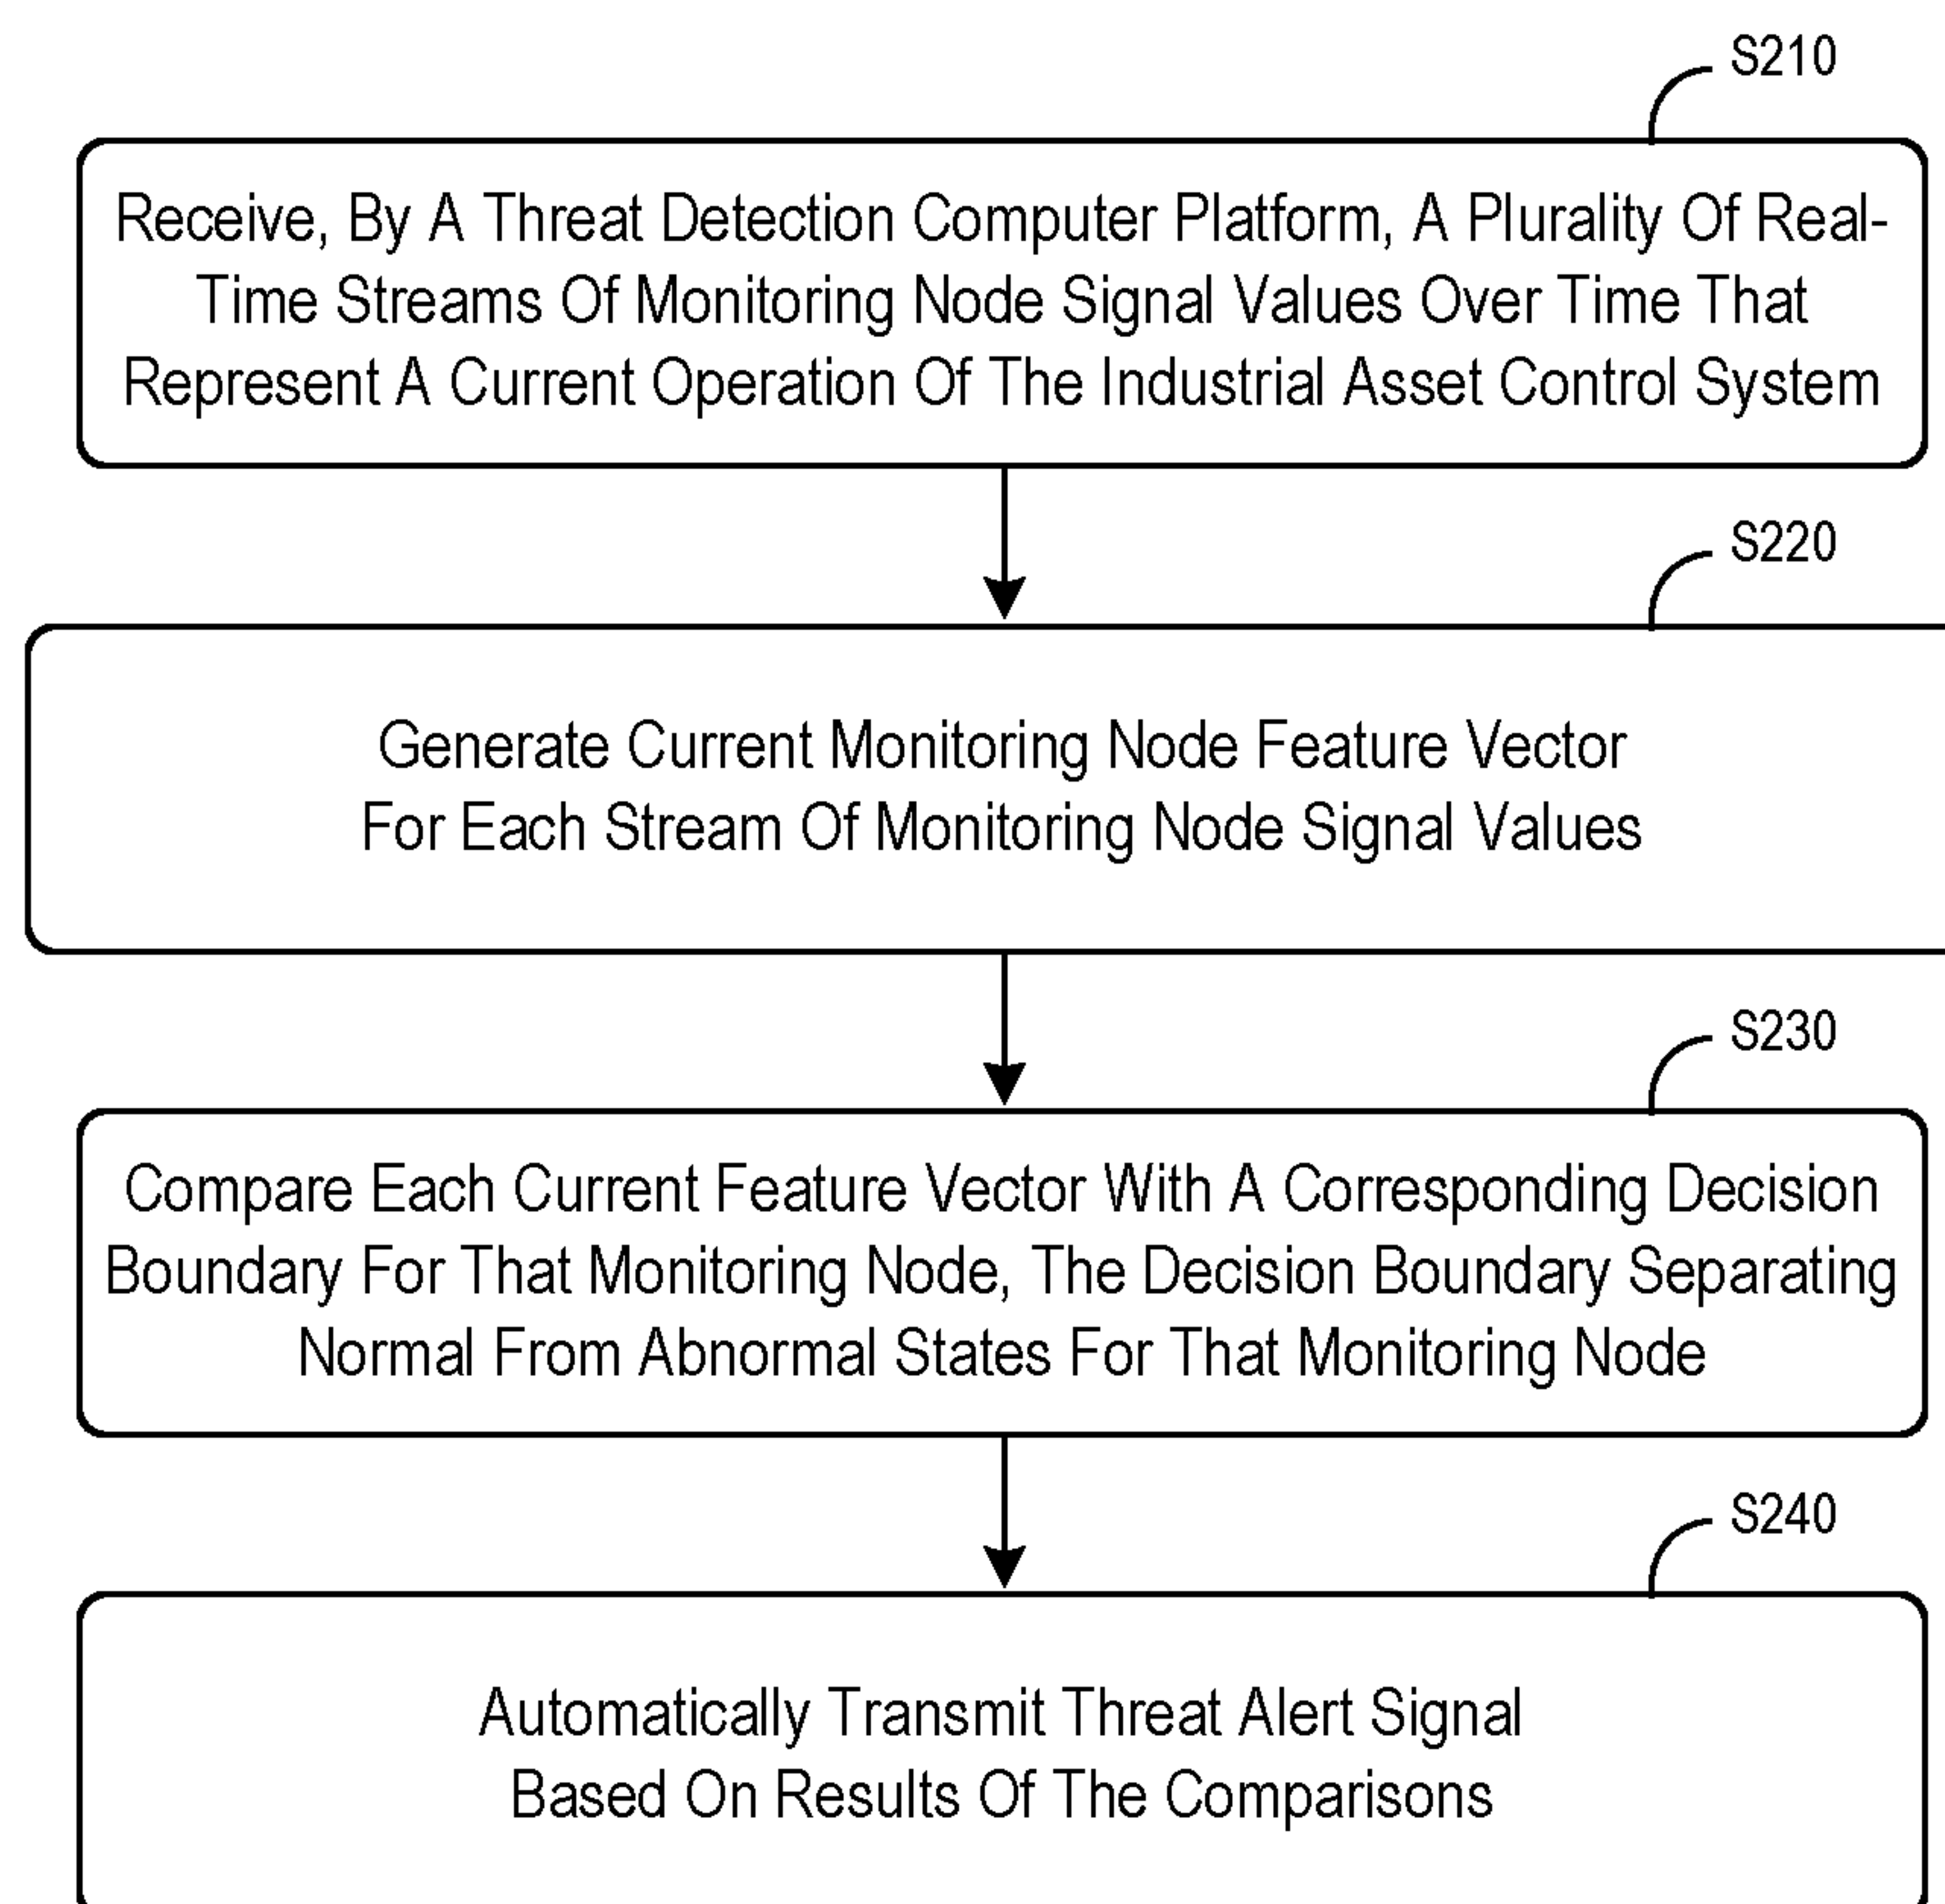 S210
Receive, By A Threat Detection Computer Platform, A Plurality Of Real-
Time Streams Of Monitoring Node Signal Values Over Time That
Represent A Current Operation Of The Industrial Asset Control System
S220
Generate Current Monitoring Node Feature Vector
For Each Stream Of Monitoring Node Signal Values
S230
Compare Each Current Feature Vector With A Corresponding Decision
Boundary For That Monitoring Node, The Decision Boundary Separating
Normal From Abnormal States For That Monitoring Node
S240
Automatically Transmit Threat Alert Signal
Based On Results Of The Comparisons